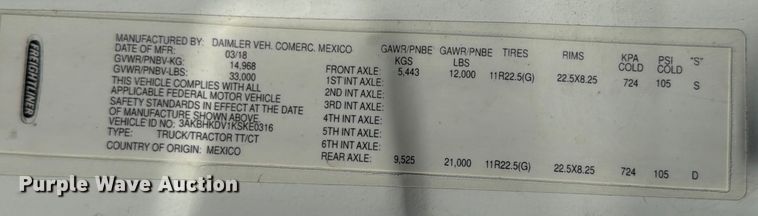 FREIGHTLINER
MANUFACTURED BY: DAIMLER VEH. COMERC. MEXICO
DATE OF MFR: 03/18
GVWR/PNBV-KG: 14,968
GVWR/PNBV-LBS: 33,000
THIS VEHICLE COMPLIES WITH ALL
APPLICABLE FEDERAL MOTOR VEHICLE
SAFETY STANDARDS IN EFFECT AT THE DATE
OF MANUFACTURE SHOWN ABOVE.
VEHICLE ID NO: 3AKBHKDV1KSKE0316
TYPE: TRUCK/TRACTOR TT/CT
COUNTRY OF ORIGIN: MEXICO
GAWR/PNBE GAWR/PNBE TIRES RIMS KPA PSI "S"
KGS LBS COLD COLD
FRONT AXLE: 5,443 12,000 11R22.5(G) 22.5X8.25 724 105 S
1ST INT AXLE:
2ND INT AXLE:
3RD INT AXLE:
4TH INT AXLE:
5TH INT AXLE:
6TH INT AXLE:
REAR AXLE: 9,525 21,000 11R22.5(G) 22.5X8.25 724 105 D
Purple Wave Auction